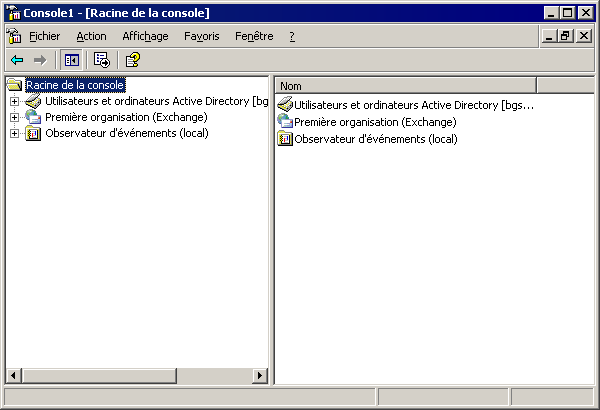 Console1 - [Racine de la console]
Fichier Action Affichage Favoris Fenêtre ?
Racine de la console
Utilisateurs et ordinateurs Active Directory [bg
Première organisation (Exchange)
Observateur d'événements (local)
Nom
Utilisateurs et ordinateurs Active Directory [bgs...
Première organisation (Exchange)
Observateur d'événements (local)